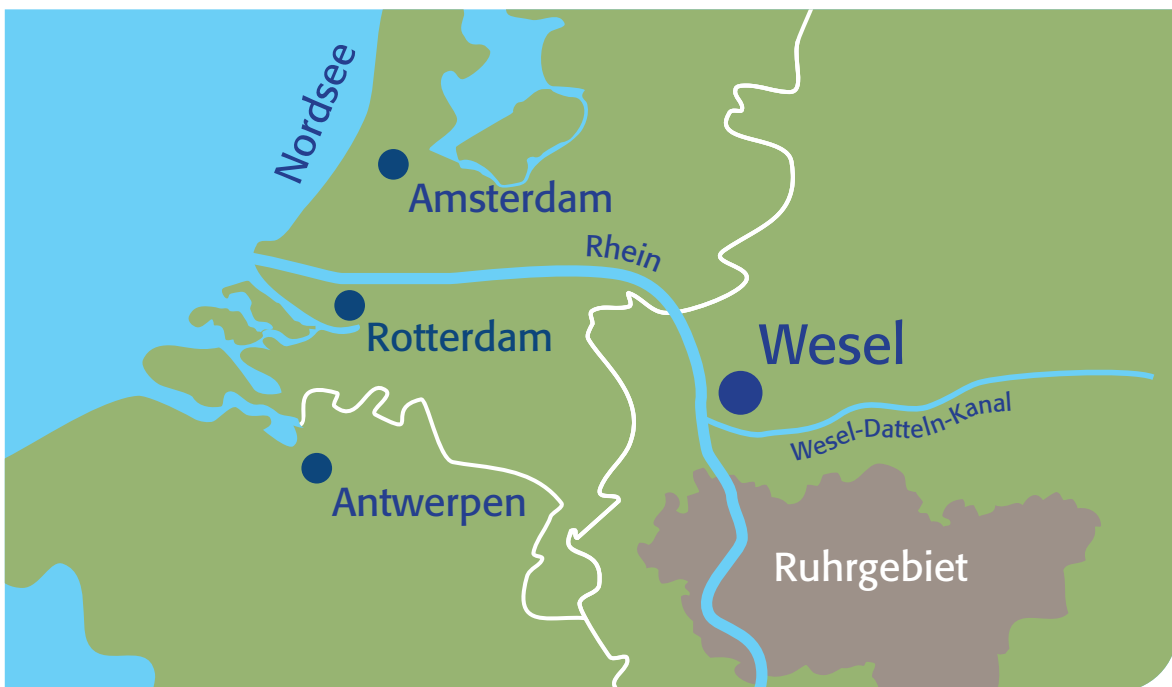 Nordsee
Amsterdam
Rhein
Rotterdam
Wesel
Wesel-Datteln-Kanal
Antwerpen
Ruhrgebiet